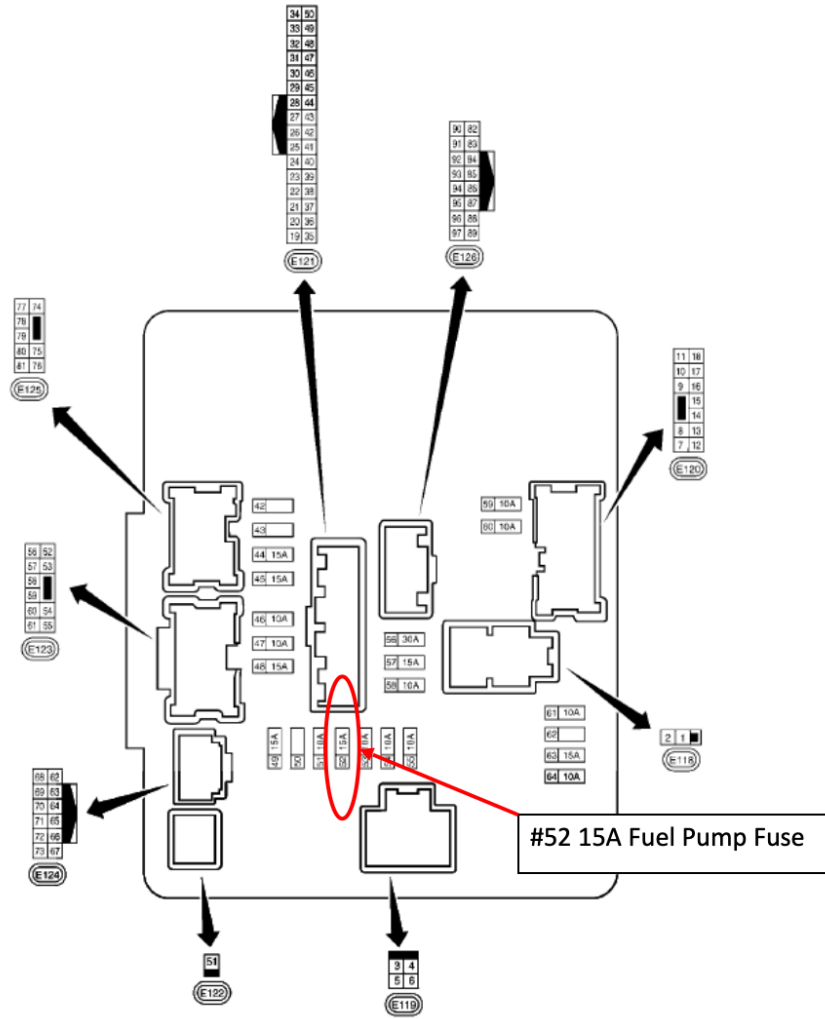 34 50
33 49
32 48
31 47
30 46
29 45
28 44
27 43
26 42
25 41
24 40
23 39
22 38
21 37
20 36
19 35
E121
90 82
91 83
92 84
93 85
94 86
95 87
96 88
97 89
E126
77 74
78
79
80 75
81 76
E125
11 18
10 17
9 16
15
14
8 13
7 12
E120
42
43
44 15A
45 15A
59 10A
60 10A
56 52
57 53
58
59
60 54
61 55
E123
46 10A
47 10A
48 15A
56 30A
57 15A
58 10A
61 10A
62
63 15A
64 10A
2 1
E118
49 15A
50
51 10A
52 15A
53 10A
54 10A
55 10A
68 62
69 63
70 64
71 65
72 66
73 67
E124
#52 15A Fuel Pump Fuse
51
E122
3 4
5 6
E119